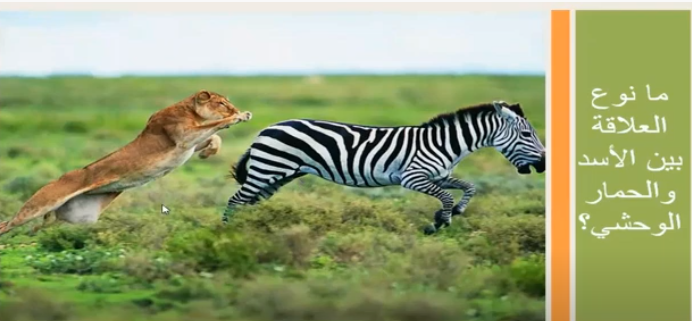 ما نوع
العلاقة
بين الأسد
والحمار
الوحشي؟